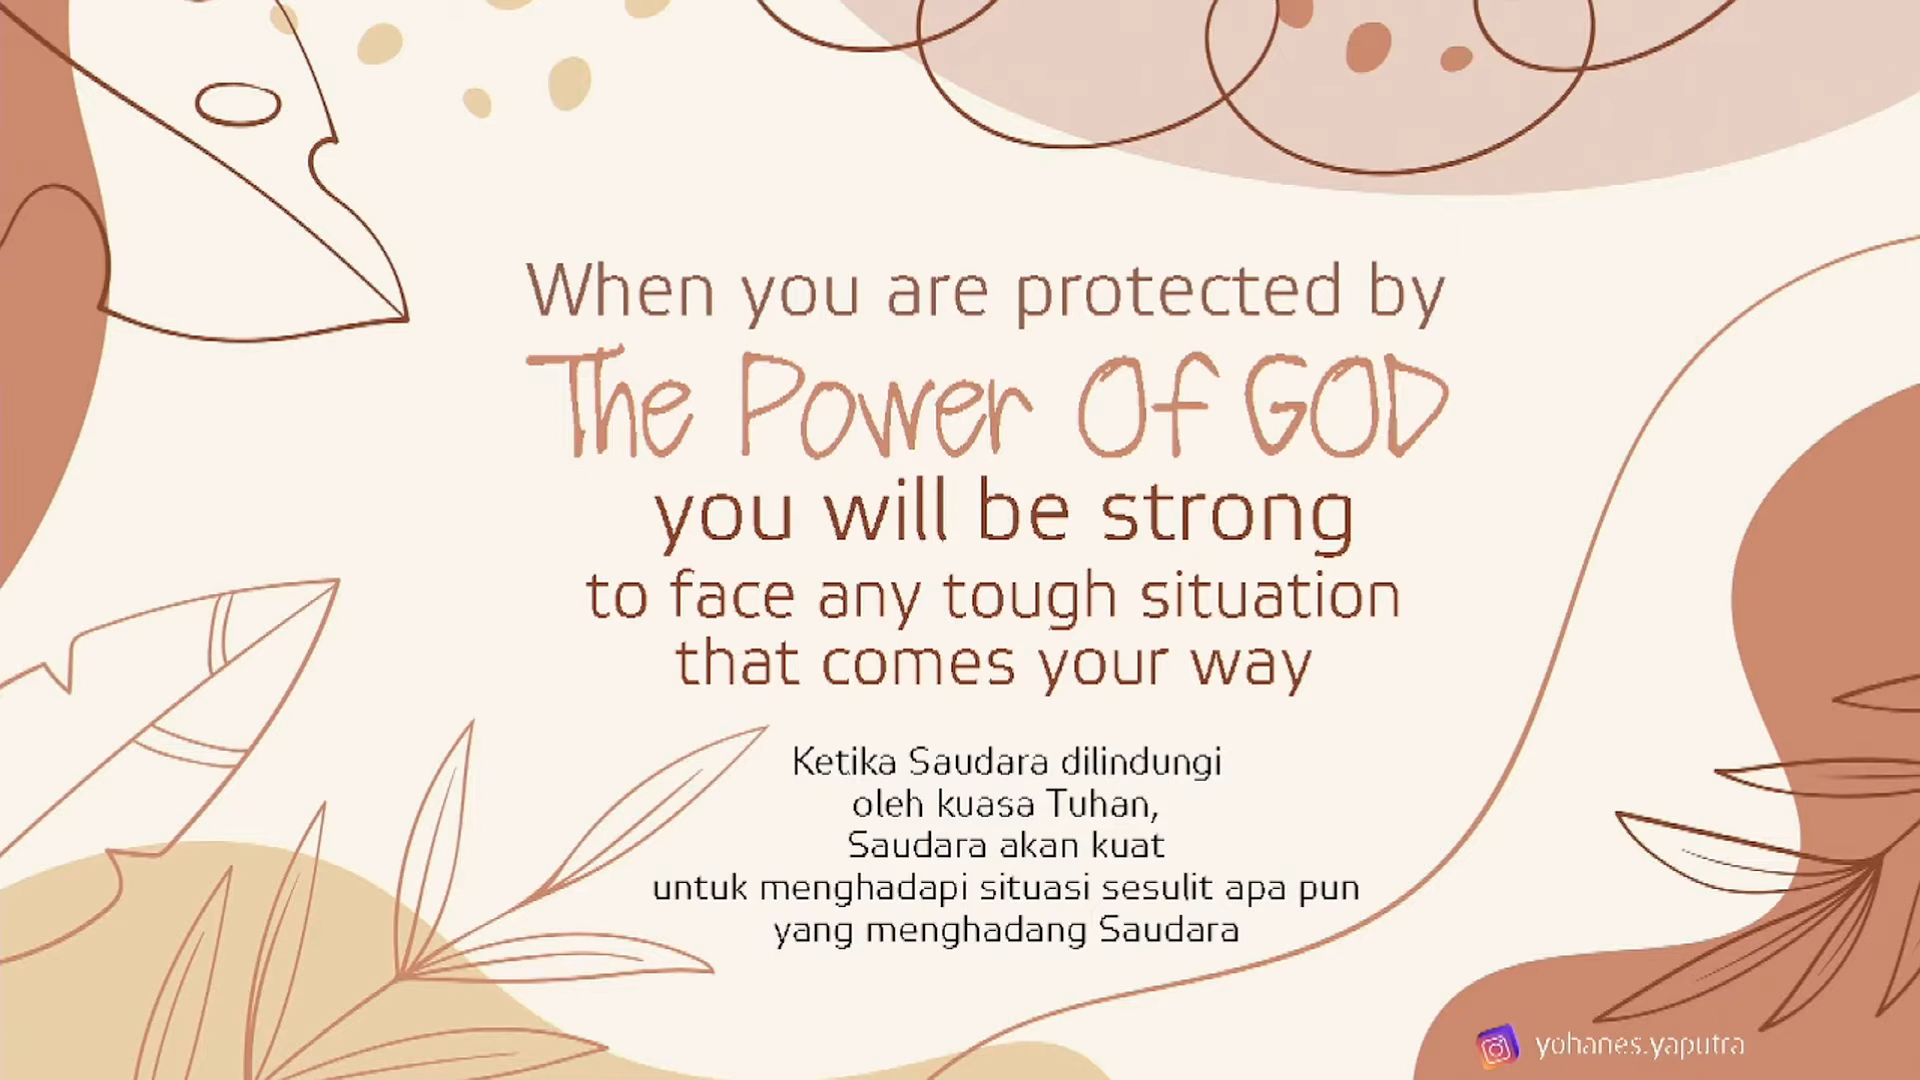 When you are protected by
The Power Of GOD
you will be strong
to face any tough situation
that comes your way
Ketika Saudara dilindungi
oleh kuasa Tuhan,
Saudara akan kuat
untuk menghadapi situasi sesulit apa pun
yang menghadang Saudara
yohanes.yaputra